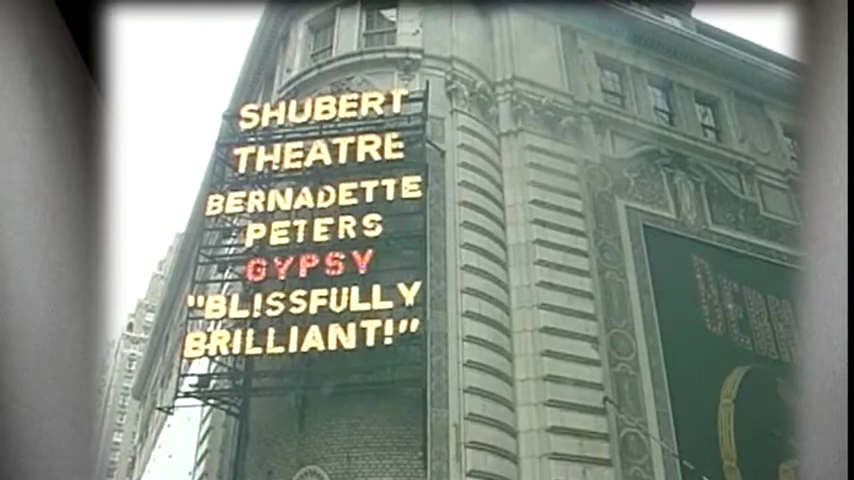 SHUBERT
THEATRE
BERNADETTE
PETERS
GYPSY
"BLISSFULLY
BRILLIANT!"